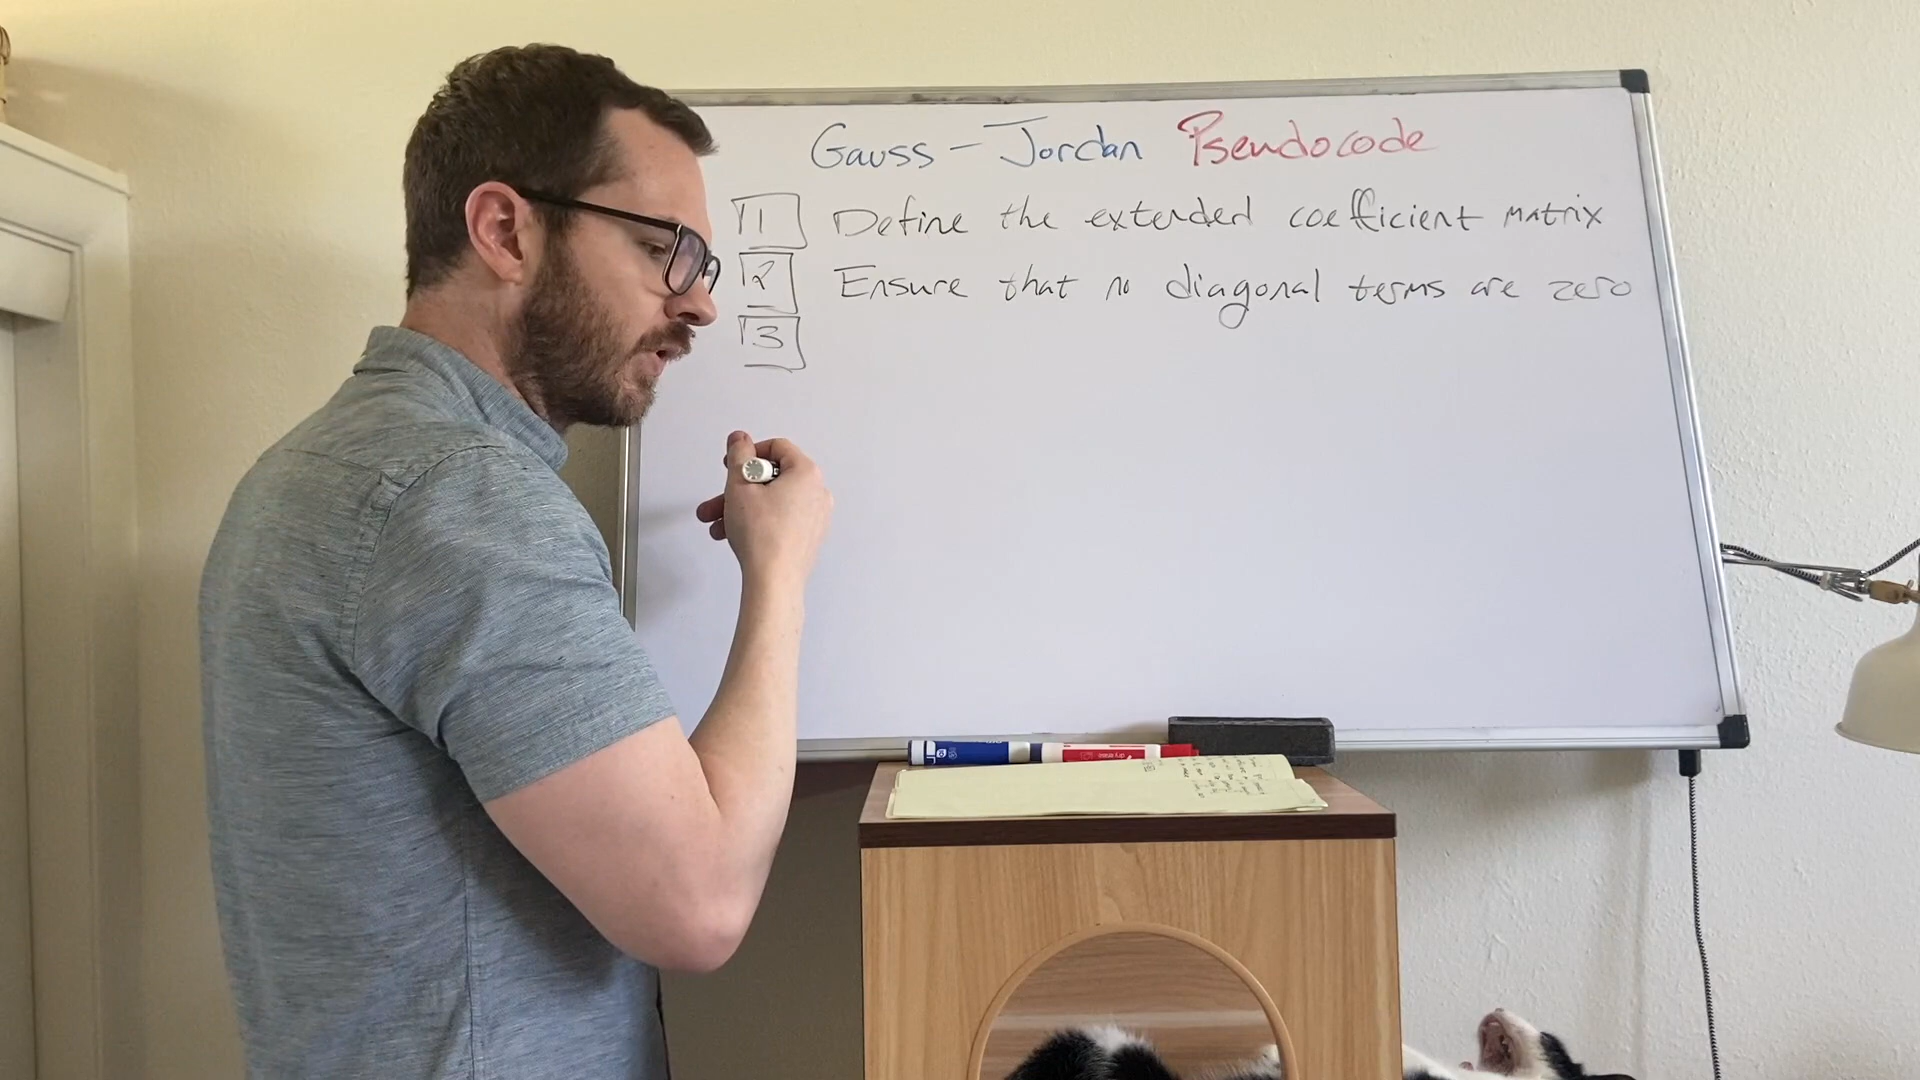 Gauss-Jordan Pseudocode
1 Define the extended coefficient matrix
2 Ensure that no diagonal terms are zero
3